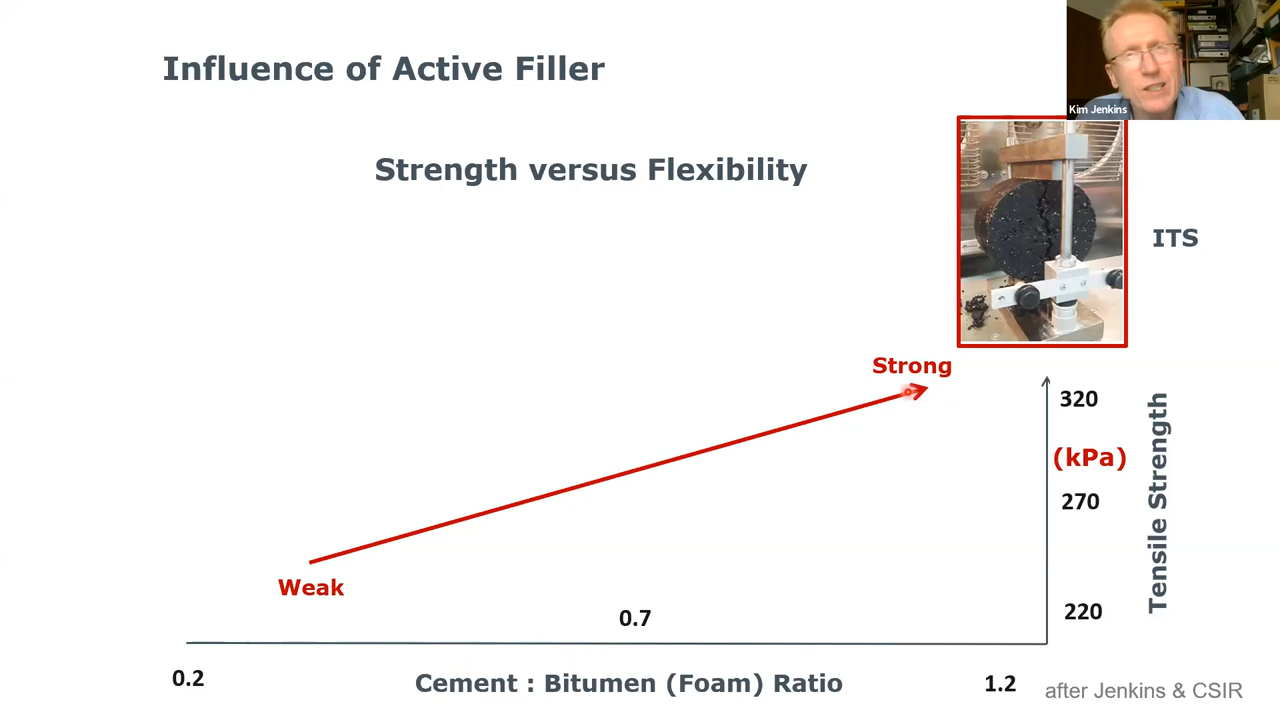 Influence of Active Filler
Kim Jenkins
Strength versus Flexibility
ITS
Strong
320
(kPa)
270
Tensile Strength
Weak
0.7
220
0.2
Cement : Bitumen (Foam) Ratio
1.2
after Jenkins & CSIR